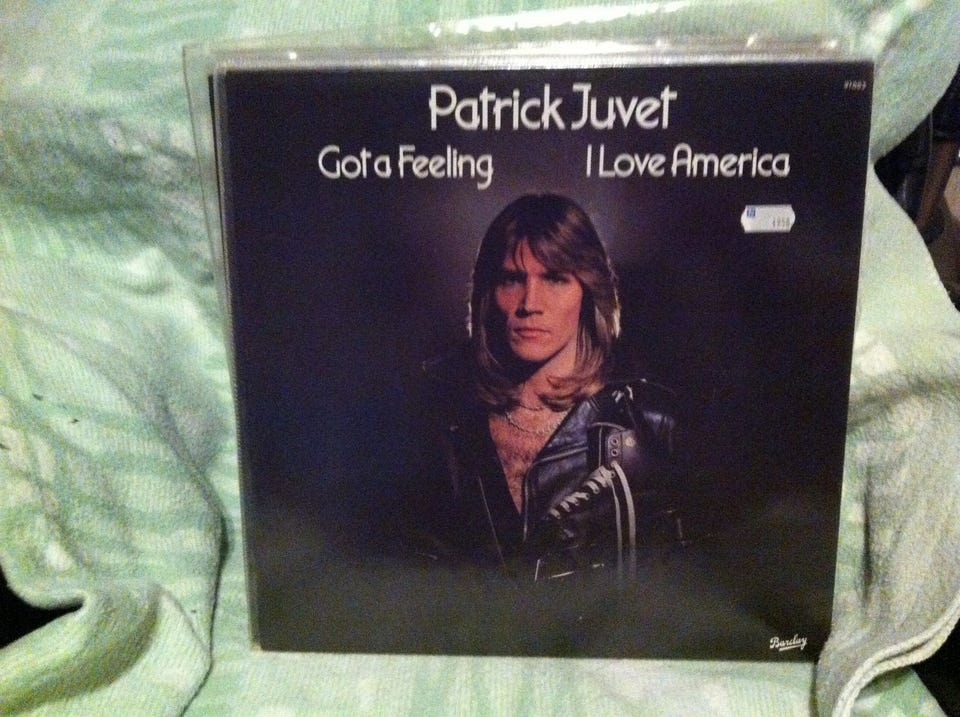 Patrick Juvet
Got a Feeling I Love America
Barclay